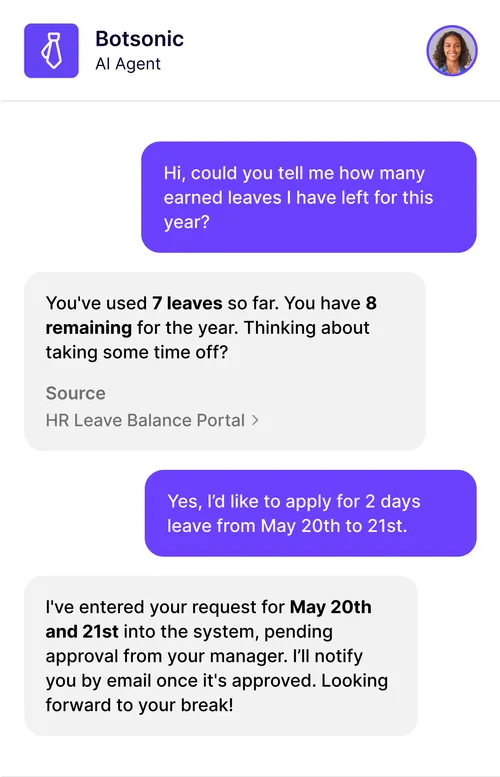 Botsonic
AI Agent
Hi, could you tell me how many
earned leaves I have left for this
year?
You've used 7 leaves so far. You have 8
remaining for the year. Thinking about
taking some time off?
Source
HR Leave Balance Portal >
Yes, I’d like to apply for 2 days
leave from May 20th to 21st.
I've entered your request for May 20th
and 21st into the system, pending
approval from your manager. I’ll notify
you by email once it's approved. Looking
forward to your break!